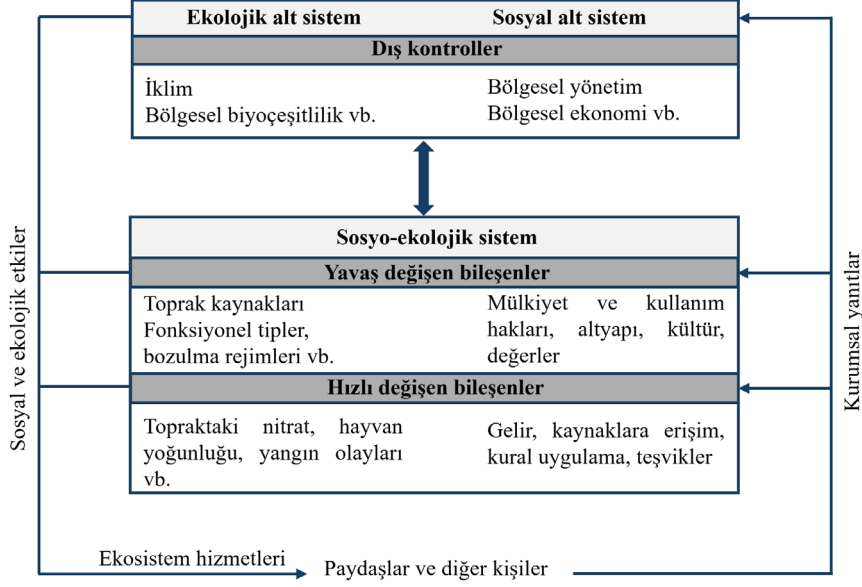 Ekolojik alt sistem
Sosyal alt sistem
Dış kontroller
İklim
Bölgesel biyoçeşitlilik vb.
Bölgesel yönetim
Bölgesel ekonomi vb.
Sosyo-ekolojik sistem
Yavaş değişen bileşenler
Toprak kaynakları
Fonksiyonel tipler,
bozulma rejimleri vb.
Mülkiyet ve kullanım
hakları, altyapı, kültür,
değerler
Hızlı değişen bileşenler
Topraktaki nitrat, hayvan
yoğunluğu, yangın olayları
vb.
Gelir, kaynaklara erişim,
kural uygulama, teşvikler
Sosyal ve ekolojik etkiler
Kurumsal yanıtlar
Ekosistem hizmetleri
Paydaşlar ve diğer kişiler